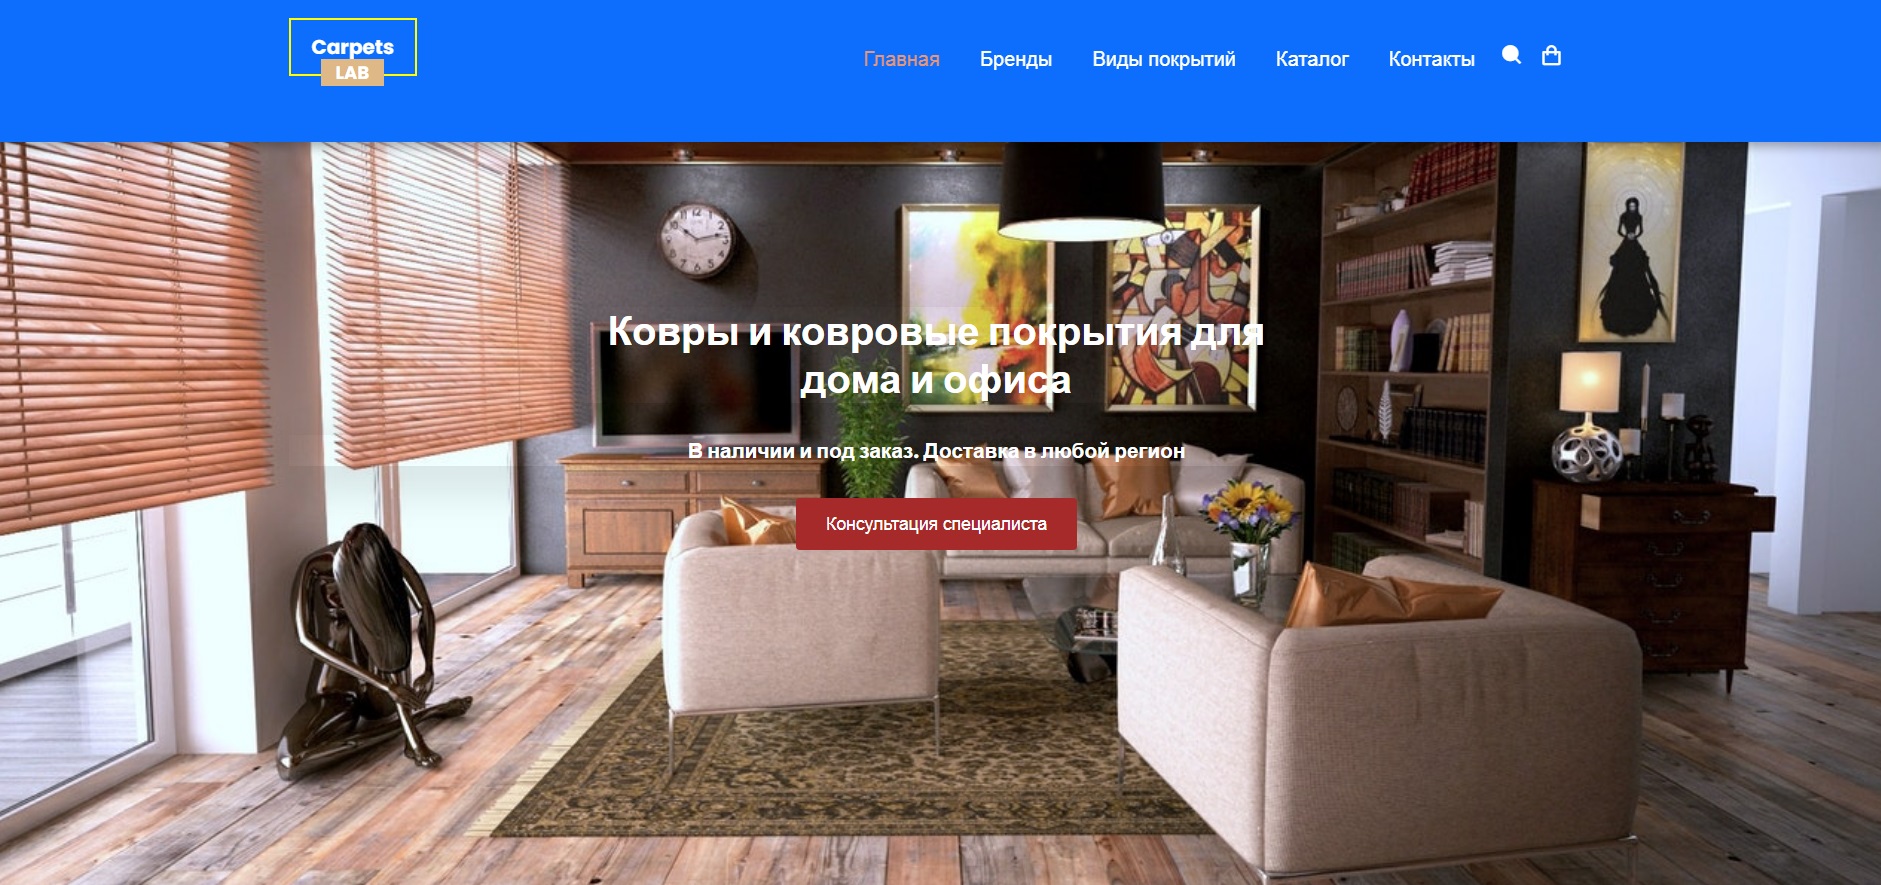 Carpets
LAB
Главная Бренды Виды покрытий Каталог Контакты
Ковры и ковровые покрытия для
дома и офиса
В наличии и под заказ. Доставка в любой регион
Консультация специалиста